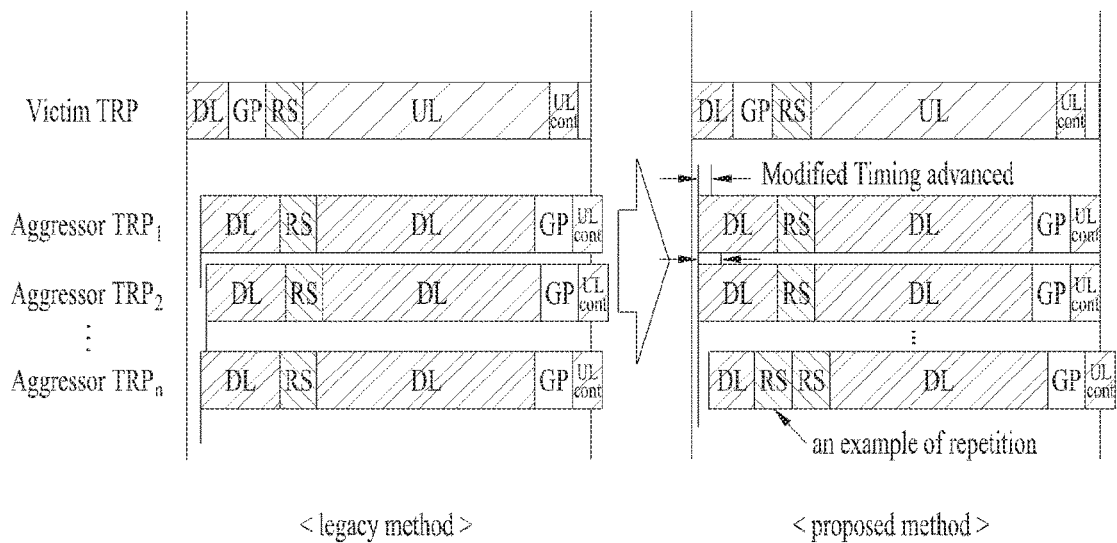 Victim TRP DL GP RS UL UL cont DL GP RS UL UL cont
Modified Timing advanced
Aggressor TRP1 DL RS DL GP UL cont DL RS DL GP UL cont
Aggressor TRP2 DL RS DL GP UL cont DL RS DL GP UL cont
Aggressor TRPn DL RS DL GP UL cont DL RS RS DL GP UL cont
an example of repetition
< legacy method > < proposed method >